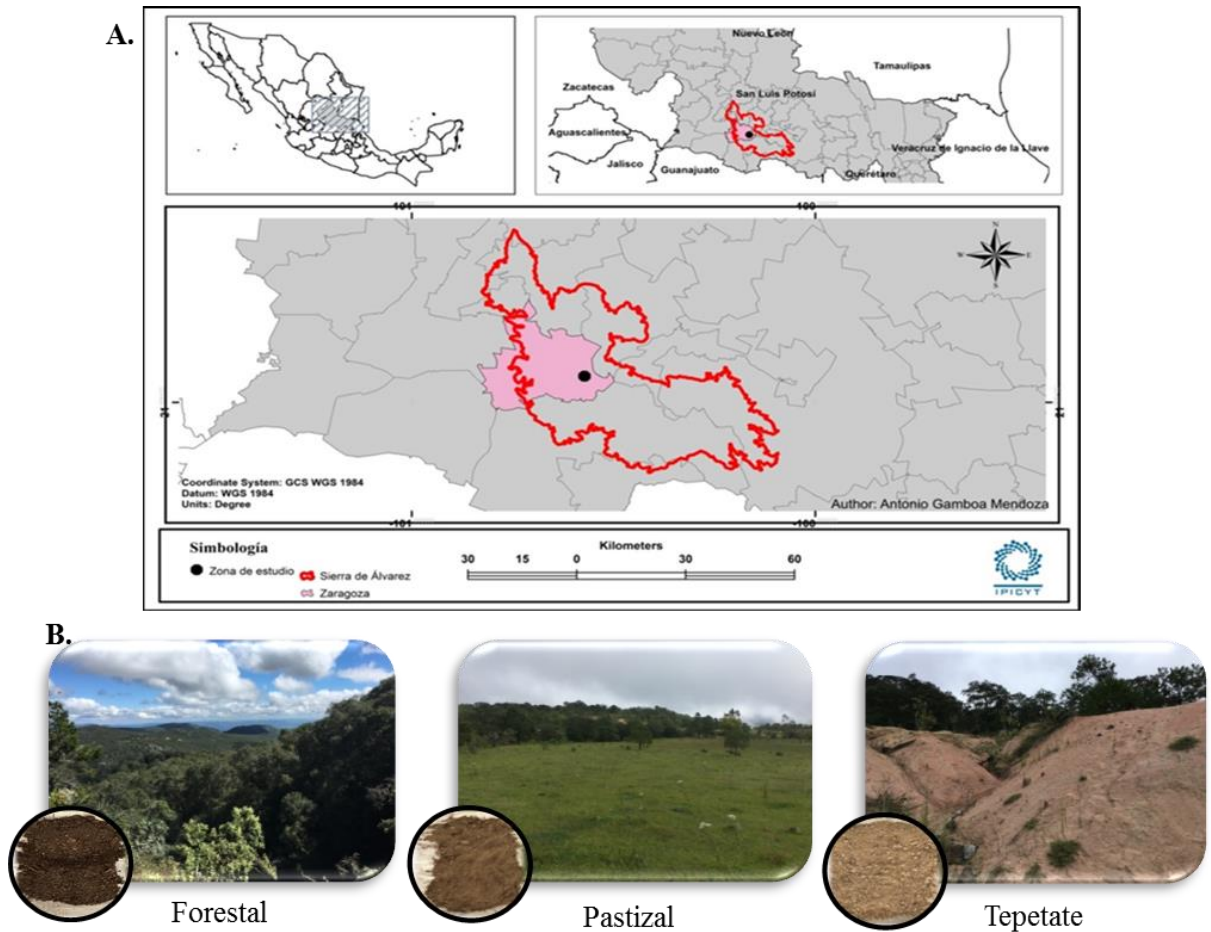 A.
Nuevo León
Tamaulipas
Zacatecas
San Luis Potosí
Aguascalientes
Veracruz de Ignacio de la Llave
Jalisco
Guanajuato
Querétaro
-101
-100
N
W
E
S
21
21
Coordinate System: GCS WGS 1984
Datum: WGS 1984
Units: Degree
Author: Antonio Gamboa Mendoza
-101
-100
Simbología
Zona de estudio
Sierra de Álvarez
Zaragoza
Kilometers
30 15 0 30 60
IPICYT
B.
Forestal
Pastizal
Tepetate